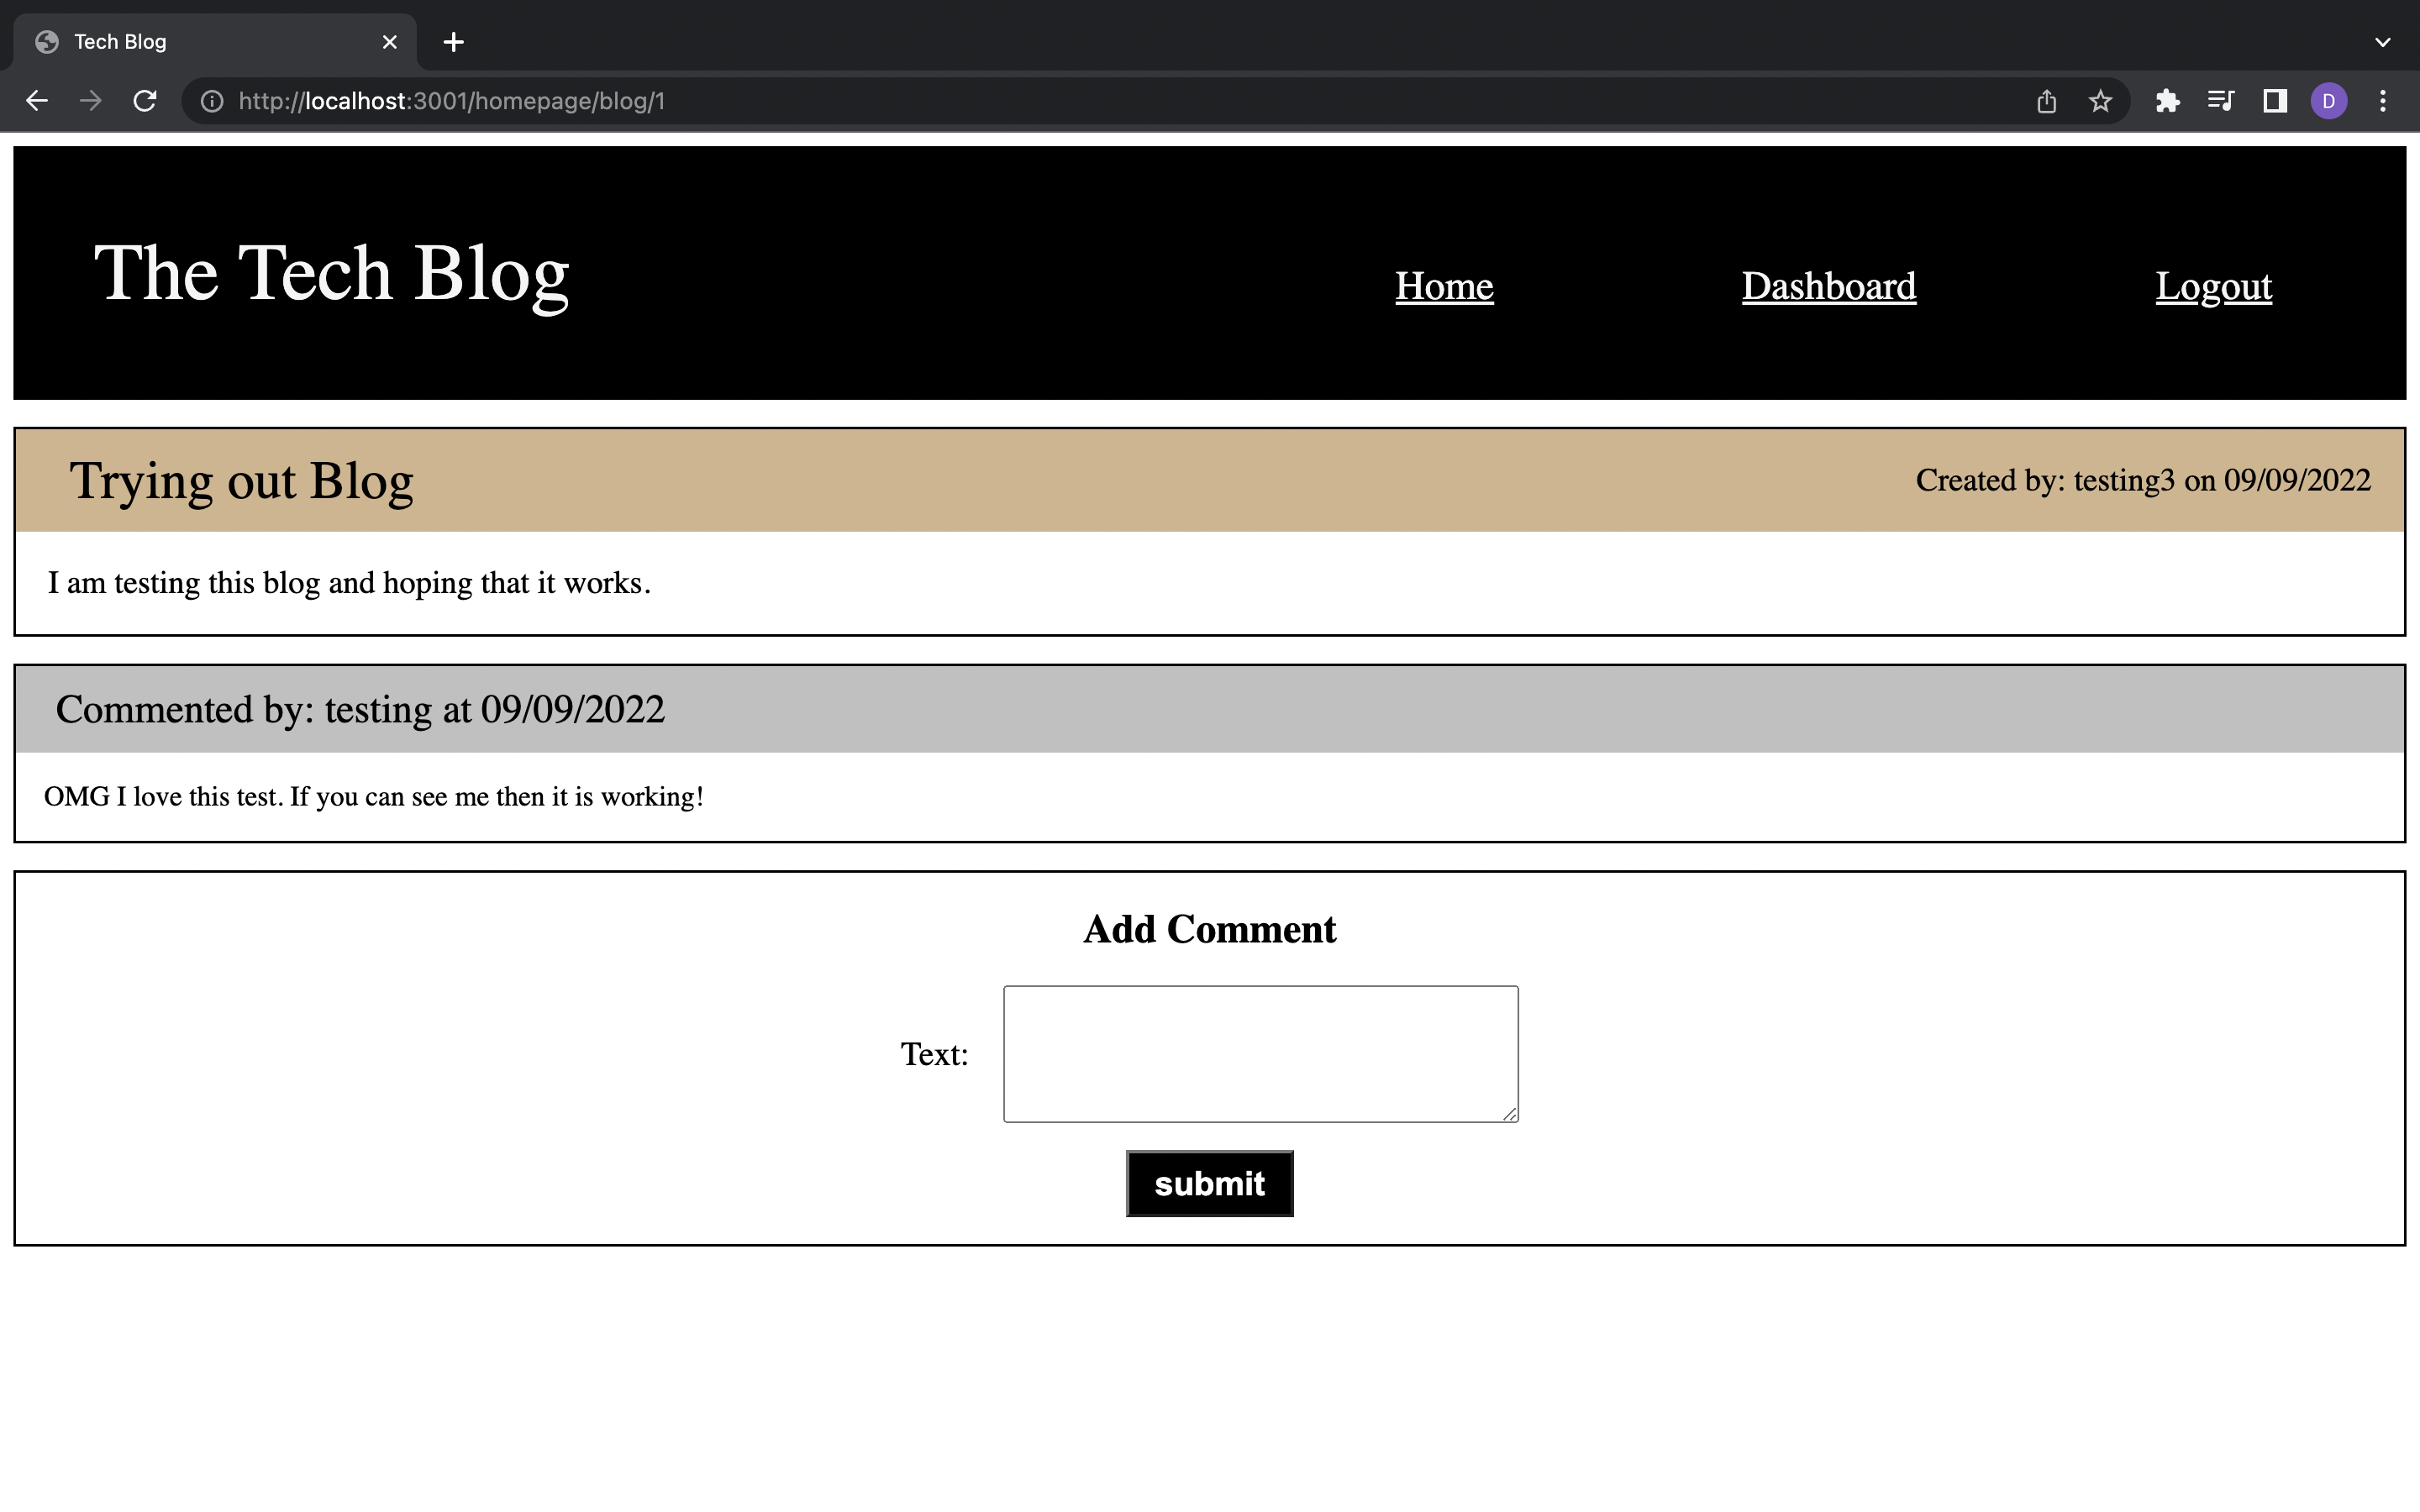 Tech Blog
http://localhost:3001/homepage/blog/1
D
The Tech Blog
Home Dashboard Logout
Trying out Blog
Created by: testing3 on 09/09/2022
I am testing this blog and hoping that it works.
Commented by: testing at 09/09/2022
OMG I love this test. If you can see me then it is working!
Add Comment
Text:
submit